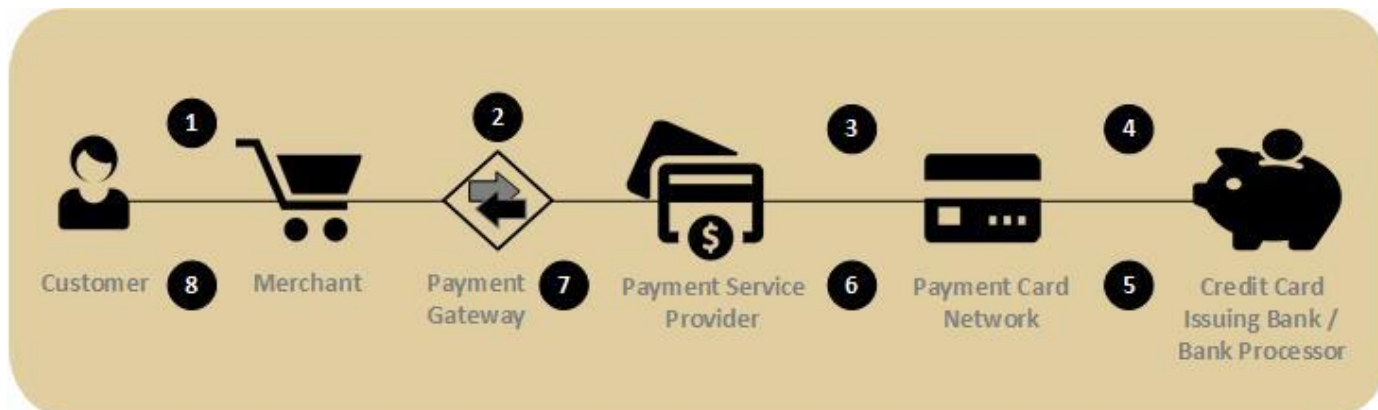 1
2
3
4
$
Customer
8
Merchant
Payment
Gateway
7
Payment Service
Provider
6
Payment Card
Network
5
Credit Card
Issuing Bank /
Bank Processor